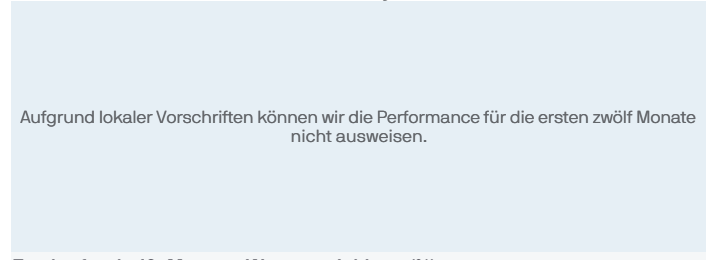 Aufgrund lokaler Vorschriften können wir die Performance für die ersten zwölf Monate
nicht ausweisen.